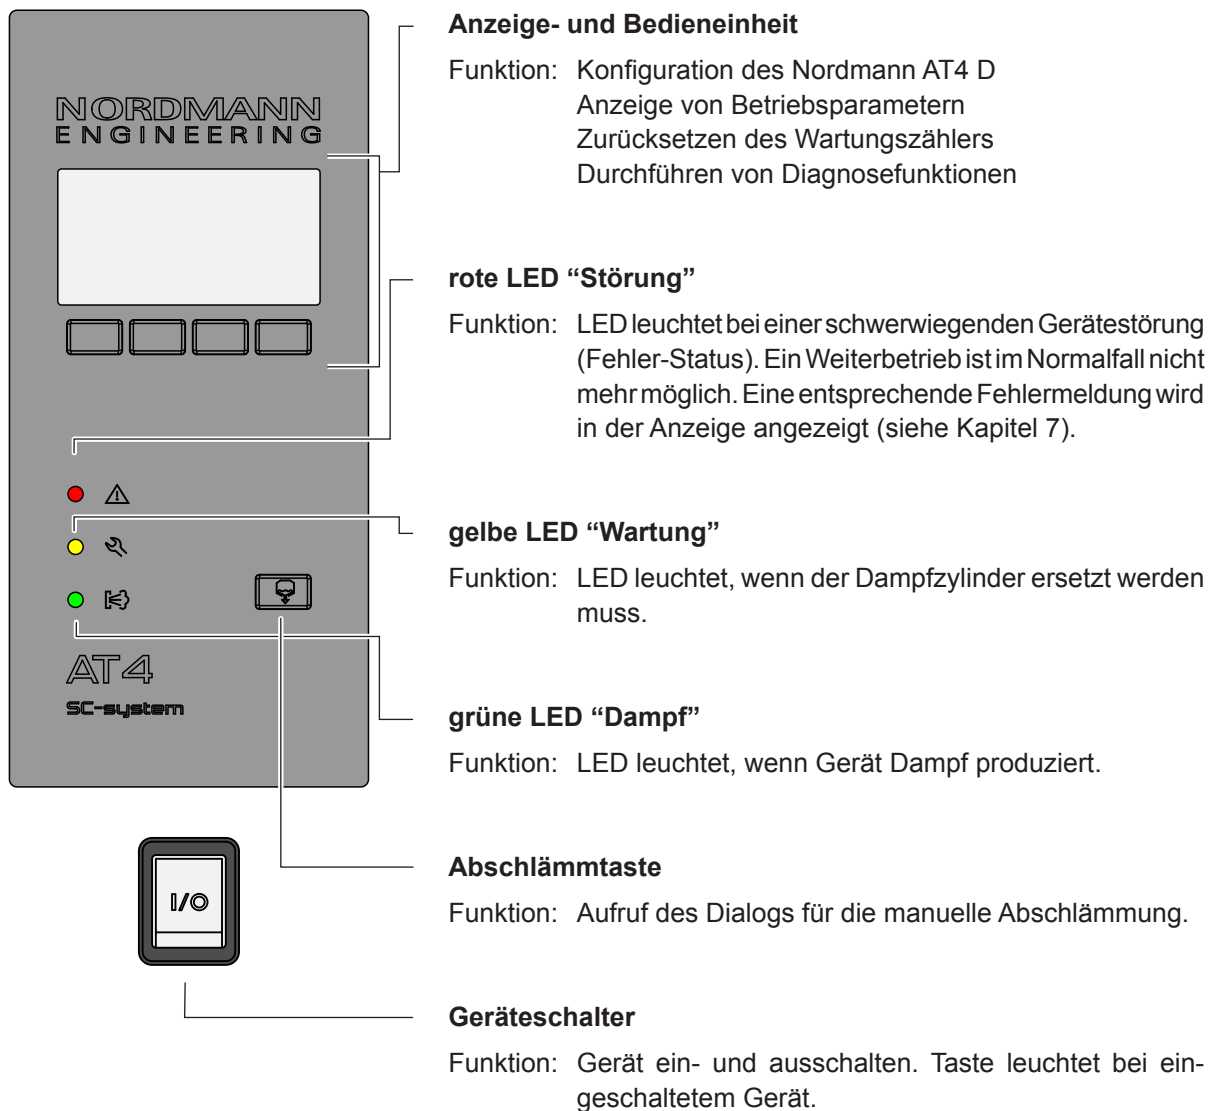 NORDMANN
ENGINEERING
AT4
SC-system
I/O
Anzeige- und Bedieneinheit
Funktion: Konfiguration des Nordmann AT4 D
Anzeige von Betriebsparametern
Zurücksetzen des Wartungszählers
Durchführen von Diagnosefunktionen
rote LED “Störung”
Funktion: LED leuchtet bei einer schwerwiegenden Gerätestörung
(Fehler-Status). Ein Weiterbetrieb ist im Normalfall nicht
mehr möglich. Eine entsprechende Fehlermeldung wird
in der Anzeige angezeigt (siehe Kapitel 7).
gelbe LED “Wartung”
Funktion: LED leuchtet, wenn der Dampfzylinder ersetzt werden
muss.
grüne LED “Dampf”
Funktion: LED leuchtet, wenn Gerät Dampf produziert.
Abschlämmtaste
Funktion: Aufruf des Dialogs für die manuelle Abschlämmung.
Geräteschalter
Funktion: Gerät ein- und ausschalten. Taste leuchtet bei ein-
geschaltetem Gerät.